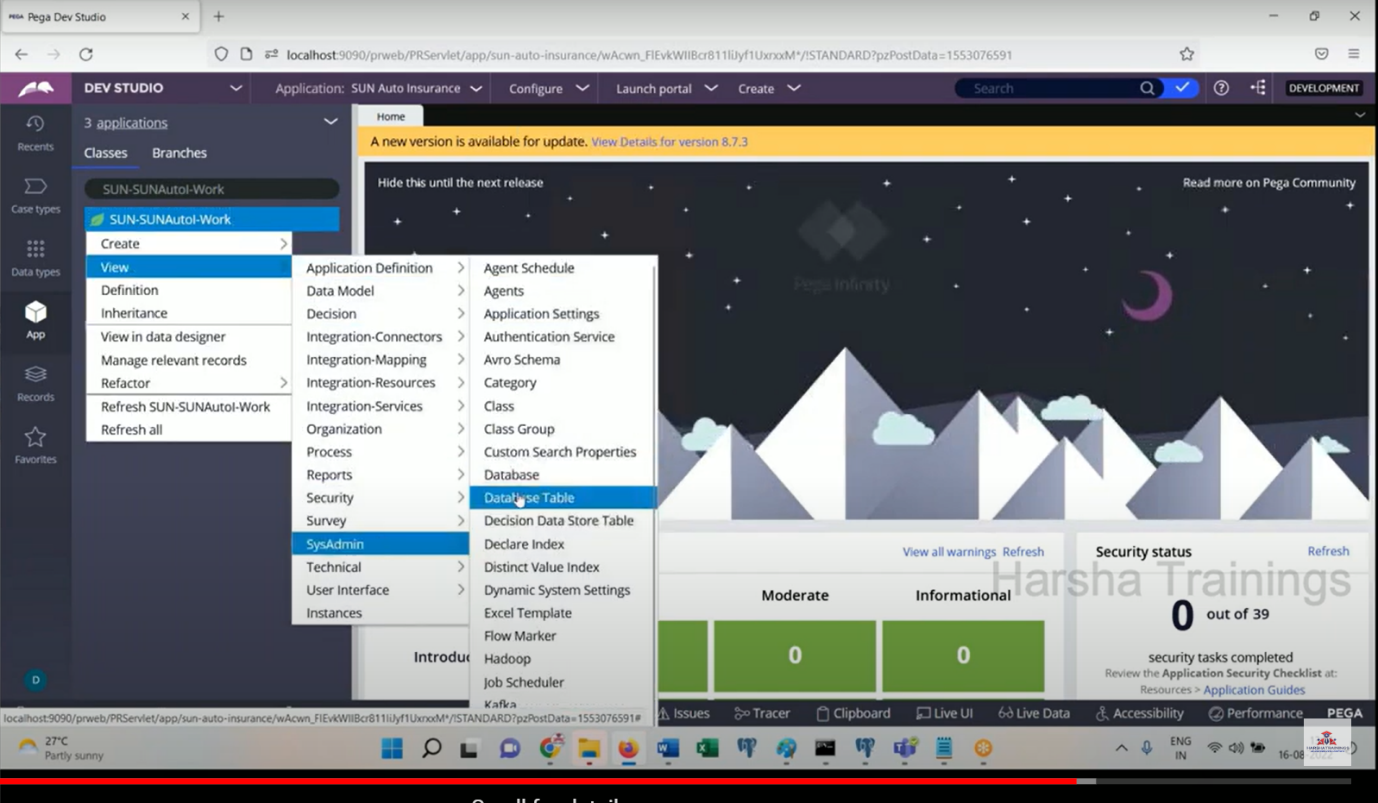 PEGA Pega Dev Studio
localhost:9090/prweb/PRServlet/app/sun-auto-insurance/wAcwn_FlEvkWIIBcr811liJyf1UxrxxM*/!STANDARD?pzPostData=1553076591
DEV STUDIO
Application: SUN Auto Insurance
Configure
Launch portal
Create
Search
DEVELOPMENT
Recents
Case types
Data types
App
Records
Favorites
D
3 applications
Classes
Branches
SUN-SUNAutoI-Work
SUN-SUNAutoI-Work
Create
View
Definition
Inheritance
View in data designer
Manage relevant records
Refactor
Refresh SUN-SUNAutoI-Work
Refresh all
Application Definition
Data Model
Decision
Integration-Connectors
Integration-Mapping
Integration-Resources
Integration-Services
Organization
Process
Reports
Security
Survey
SysAdmin
Technical
User Interface
Instances
Agent Schedule
Agents
Application Settings
Authentication Service
Avro Schema
Category
Class
Class Group
Custom Search Properties
Database
Database Table
Decision Data Store Table
Declare Index
Distinct Value Index
Dynamic System Settings
Excel Template
Flow Marker
Hadoop
Job Scheduler
Kafka
Home
A new version is available for update. View Details for version 8.7.3
Hide this until the next release
Read more on Pega Community
Pega Infinity
View all warnings Refresh
Moderate
Informational
0
0
Introduc
Security status
Refresh
Harsha Trainings
0 out of 39
security tasks completed
Review the Application Security Checklist at:
Resources > Application Guides
localhost:9090/prweb/PRServlet/app/sun-auto-insurance/wAcwn_FlEvkWIIBcr811liJyf1UxrxxM*/!STANDARD?pzPostData=1553076591#
Issues
Tracer
Clipboard
Live UI
Live Data
Accessibility
Performance
PEGA
27°C
Partly sunny
ENG
IN
16-08-2022